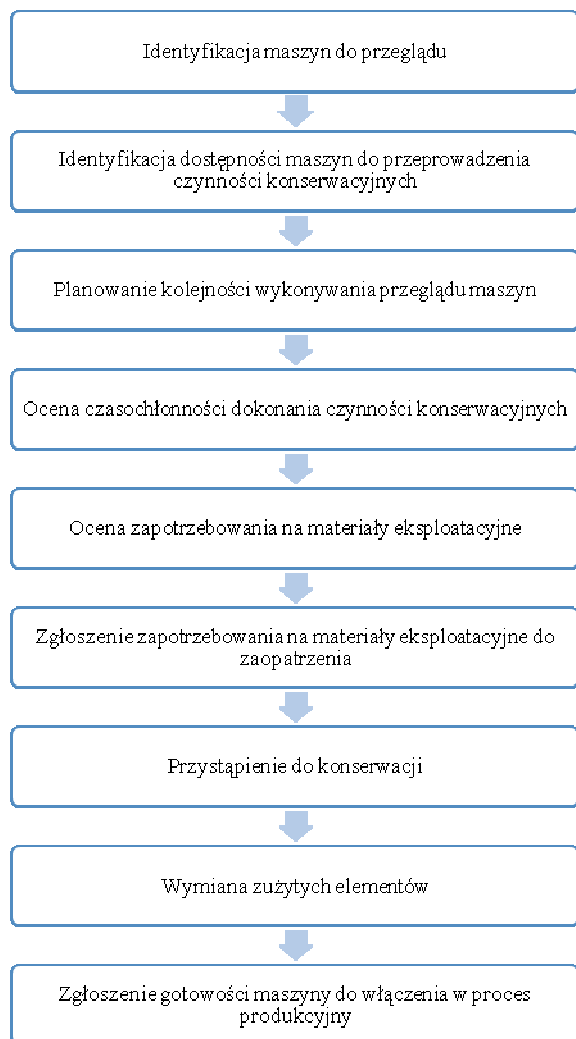 Identyfikacja maszyn do przeglądu
Identyfikacja dostępności maszyn do przeprowadzenia
czynności konserwacyjnych
Planowanie kolejności wykonywania przeglądu maszyn
Ocena czasochłonności dokonania czynności konserwacyjnych
Ocena zapotrzebowania na materiały eksploatacyjne
Zgłoszenie zapotrzebowania na materiały eksploatacyjne do
zaopatrzenia
Przystąpienie do konserwacji
Wymiana zużytych elementów
Zgłoszenie gotowości maszyny do włączenia w proces
produkcyjny